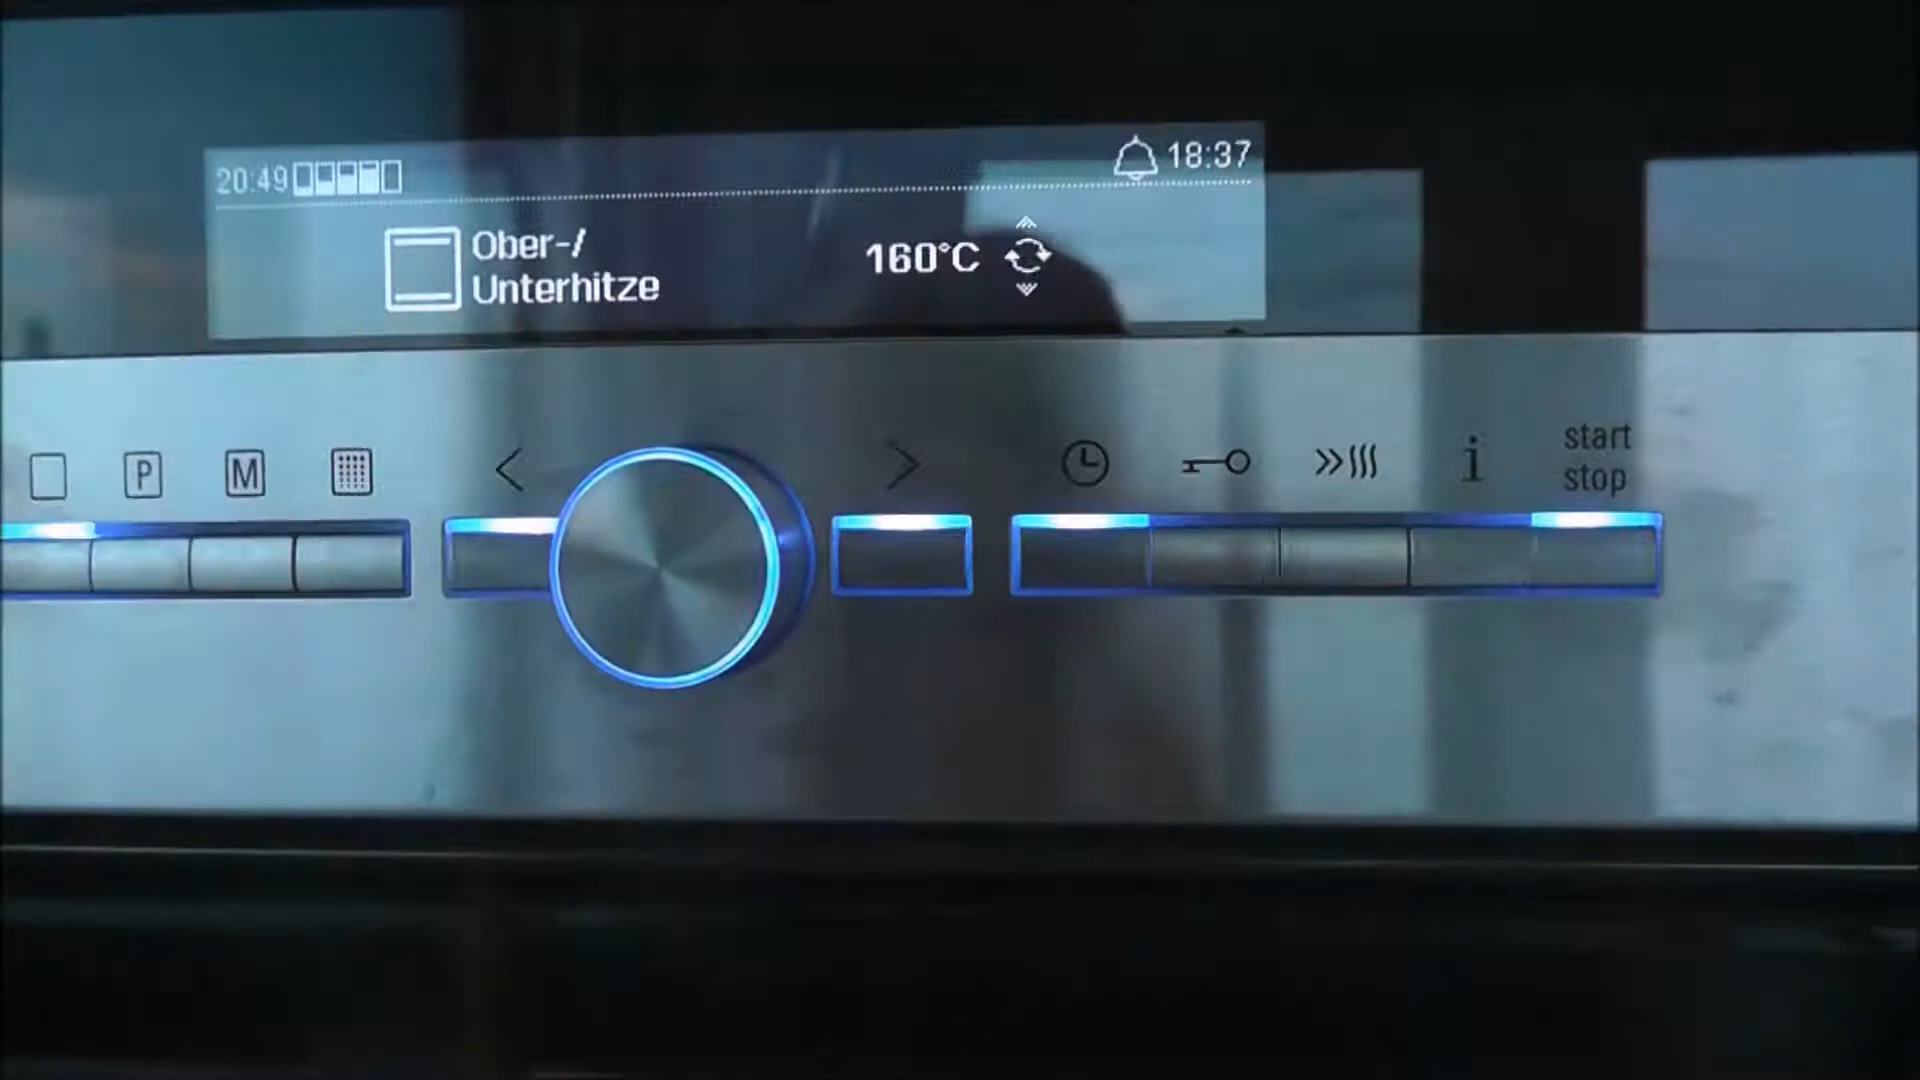 20:49
18:37
Ober-/
Unterhitze
160°C
P
M
<
>
i
start
stop